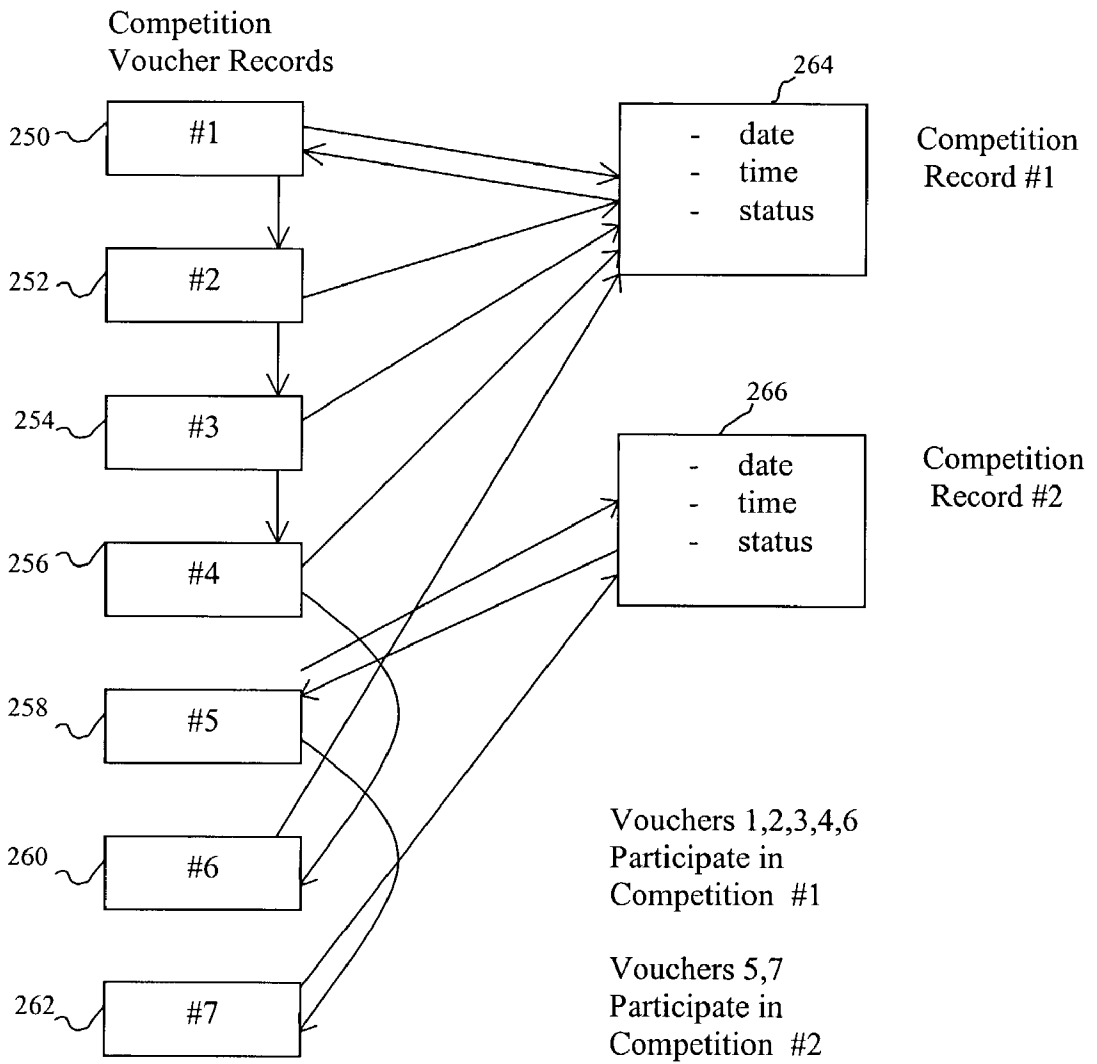 Competition
Voucher Records
250
#1
252
#2
254
#3
256
#4
258
#5
260
#6
262
#7
264
- date
- time
- status
Competition
Record #1
266
- date
- time
- status
Competition
Record #2
Vouchers 1,2,3,4,6
Participate in
Competition #1
Vouchers 5,7
Participate in
Competition #2